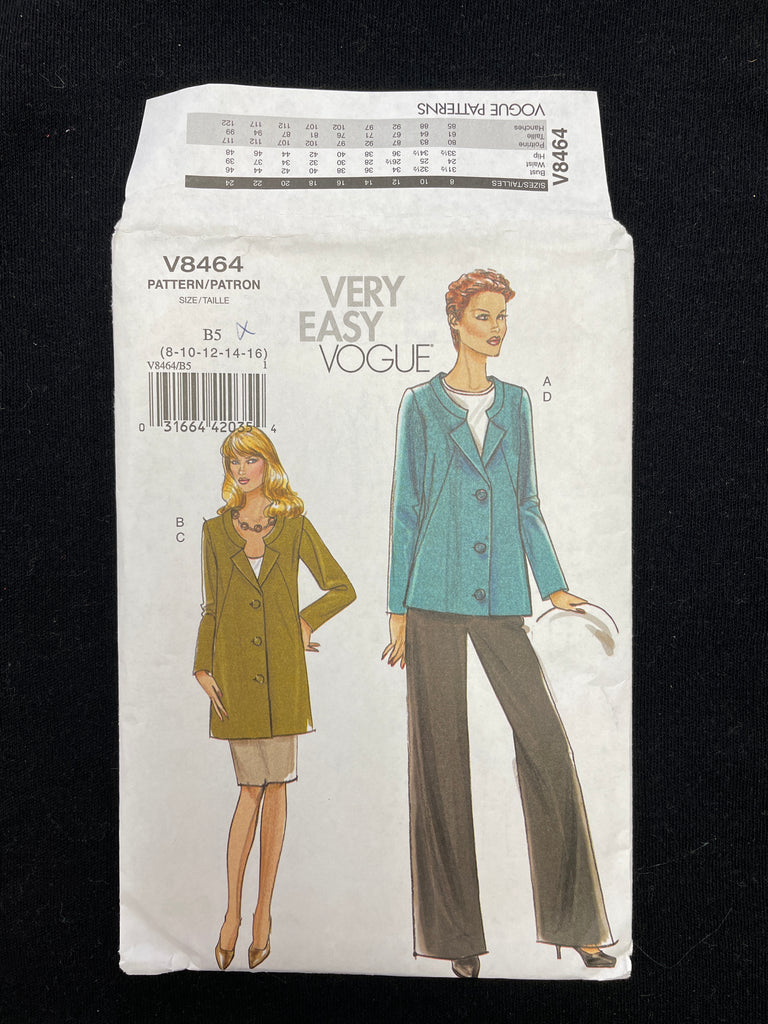 V8464
SIZES/TAILLES 8 10 12 14 16 18 20 22 24
Bust 31½ 32½ 34 36 38 40 42 44 46
Waist 24 25 26½ 28 30 32 34 37 39
Hip 33½ 34½ 36 38 40 42 44 46 48
Poitrine 80 83 87 92 97 102 107 112 117
Taille 61 64 67 71 76 81 87 94 99
Hanches 85 88 92 97 102 107 112 117 122
VOGUE PATTERNS
V8464
PATTERN/PATRON
SIZE/TAILLE
B5
(8-10-12-14-16)
V8464/B5 1
0 31664 42035 4
VERY
EASY
VOGUE
A
D
B
C